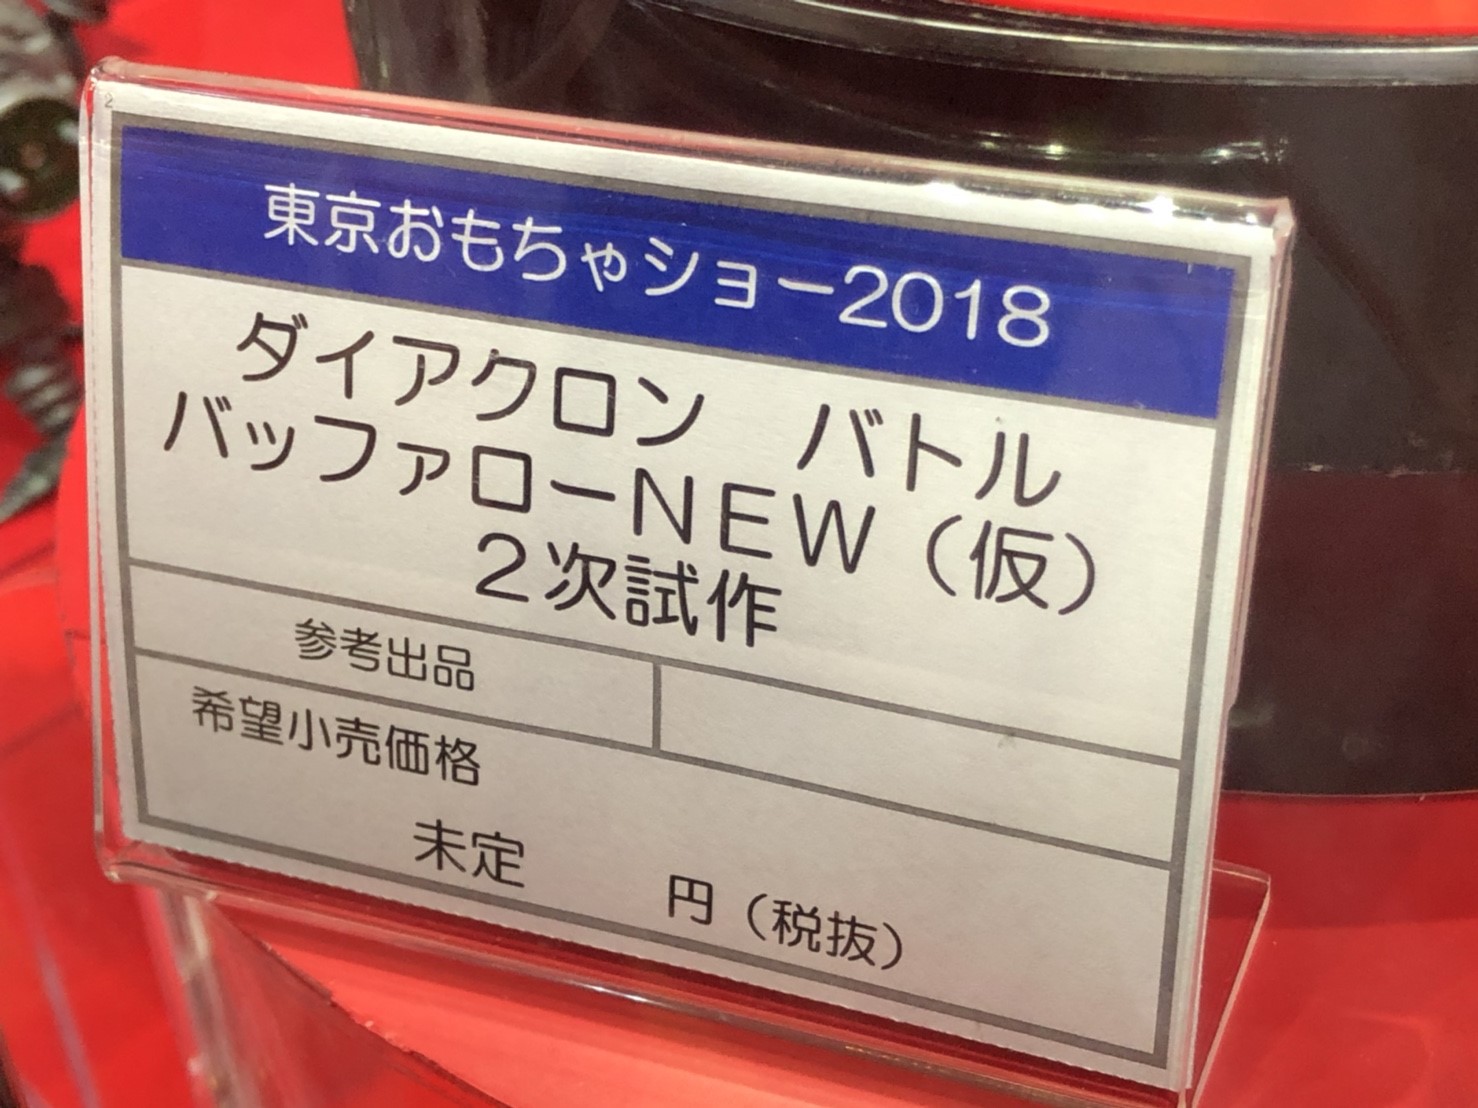 東京おもちゃショー2018
ダイアクロン　バトル
バッファローNEW（仮）
2次試作
参考出品
希望小売価格
未定　円（税抜）